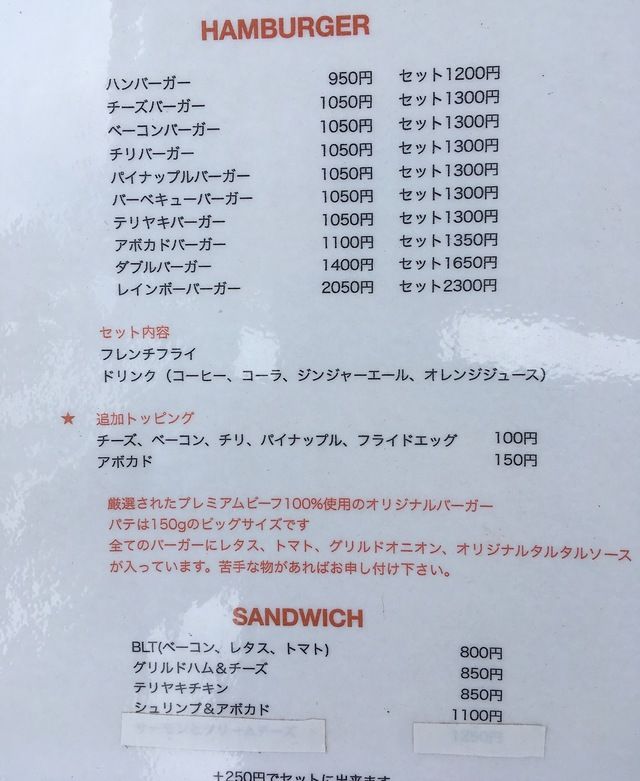 HAMBURGER
ハンバーガー 950円 セット1200円
チーズバーガー 1050円 セット1300円
ベーコンバーガー 1050円 セット1300円
チリバーガー 1050円 セット1300円
パイナップルバーガー 1050円 セット1300円
バーベキューバーガー 1050円 セット1300円
テリヤキバーガー 1050円 セット1300円
アボカドバーガー 1100円 セット1350円
ダブルバーガー 1400円 セット1650円
レインボーバーガー 2050円 セット2300円
セット内容
フレンチフライ
ドリンク（コーヒー、コーラ、ジンジャーエール、オレンジジュース）
★ 追加トッピング
チーズ、ベーコン、チリ、パイナップル、フライドエッグ 100円
アボカド 150円
厳選されたプレミアムビーフ100%使用のオリジナルバーガー
パテは150gのビッグサイズです
全てのバーガーにレタス、トマト、グリルドオニオン、オリジナルタルタルソース
が入っています。苦手な物があればお申し付け下さい。
SANDWICH
BLT(ベーコン、レタス、トマト) 800円
グリルドハム＆チーズ 850円
テリヤキチキン 850円
シュリンプ＆アボカド 1100円
+250円でセットに出来ます